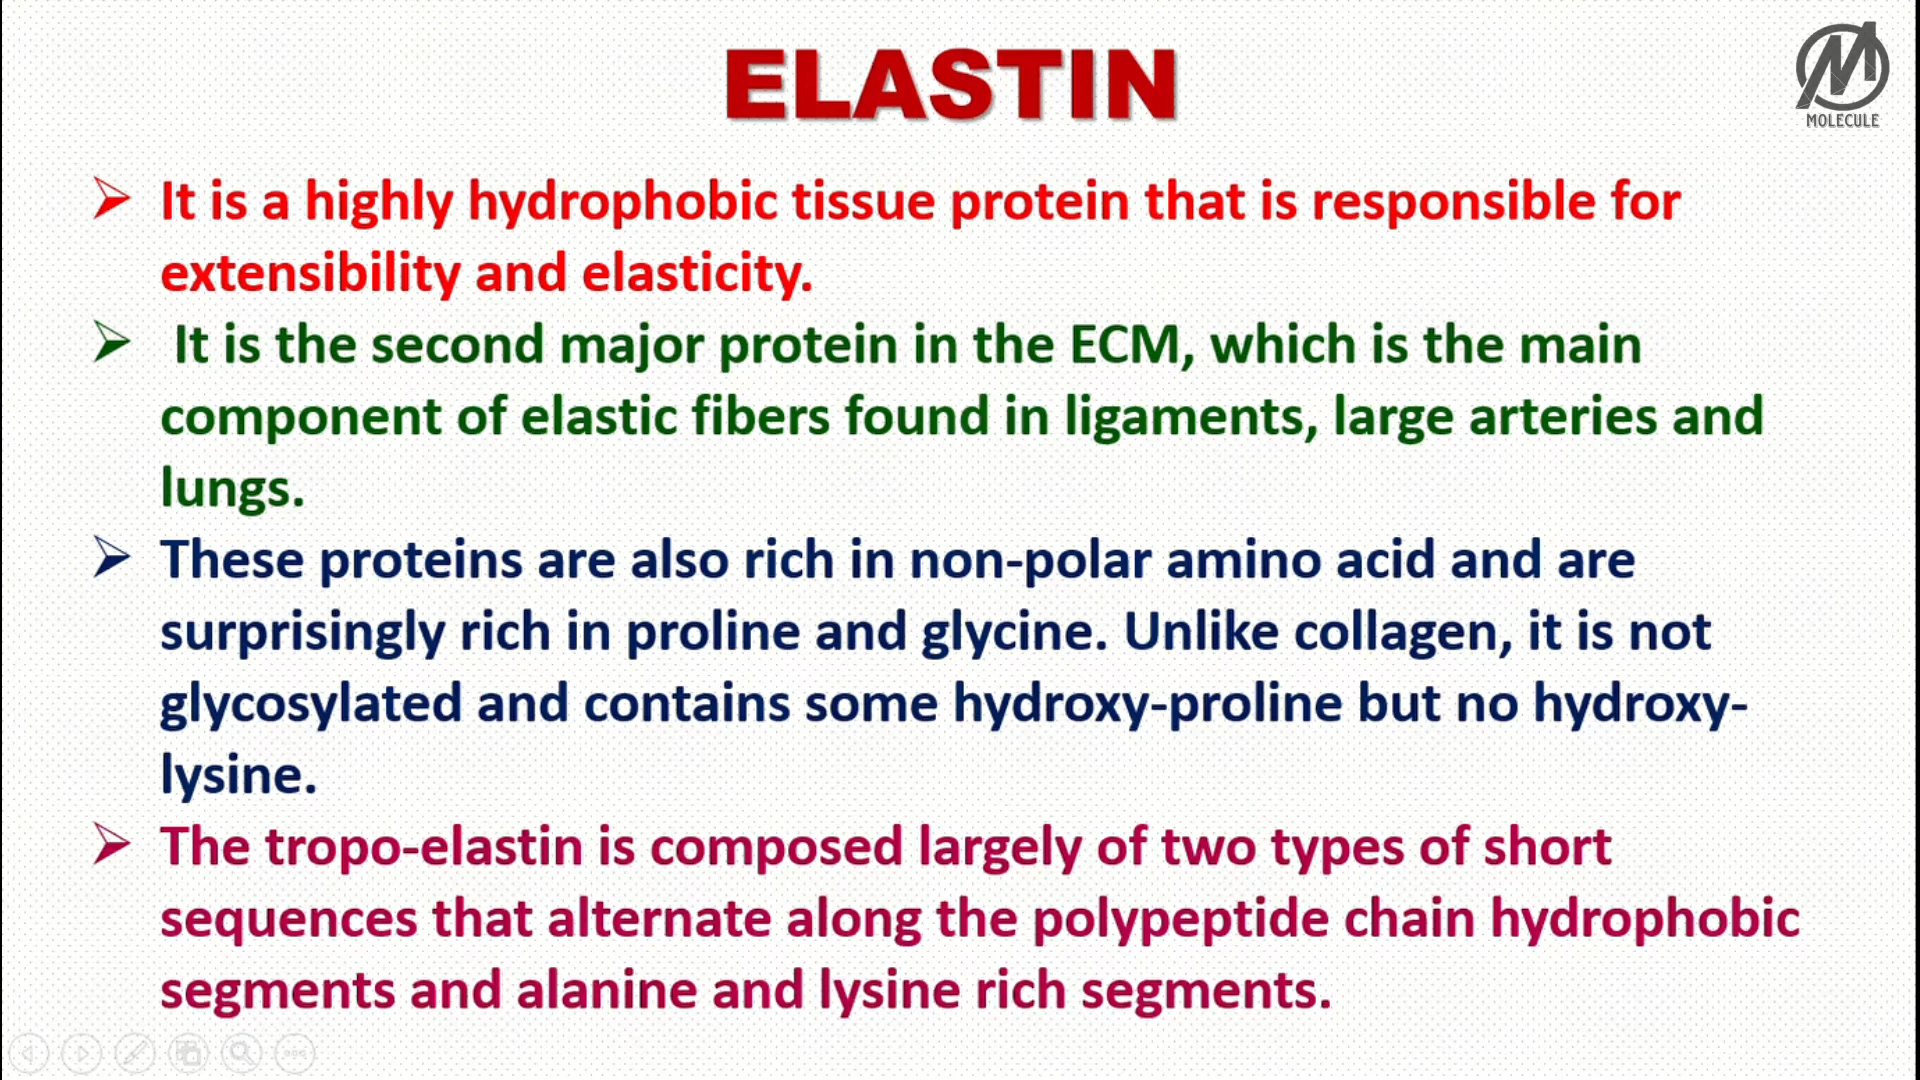 ELASTIN
MOLECULE
It is a highly hydrophobic tissue protein that is responsible for
extensibility and elasticity.
It is the second major protein in the ECM, which is the main
component of elastic fibers found in ligaments, large arteries and
lungs.
These proteins are also rich in non-polar amino acid and are
surprisingly rich in proline and glycine. Unlike collagen, it is not
glycosylated and contains some hydroxy-proline but no hydroxy-
lysine.
The tropo-elastin is composed largely of two types of short
sequences that alternate along the polypeptide chain hydrophobic
segments and alanine and lysine rich segments.